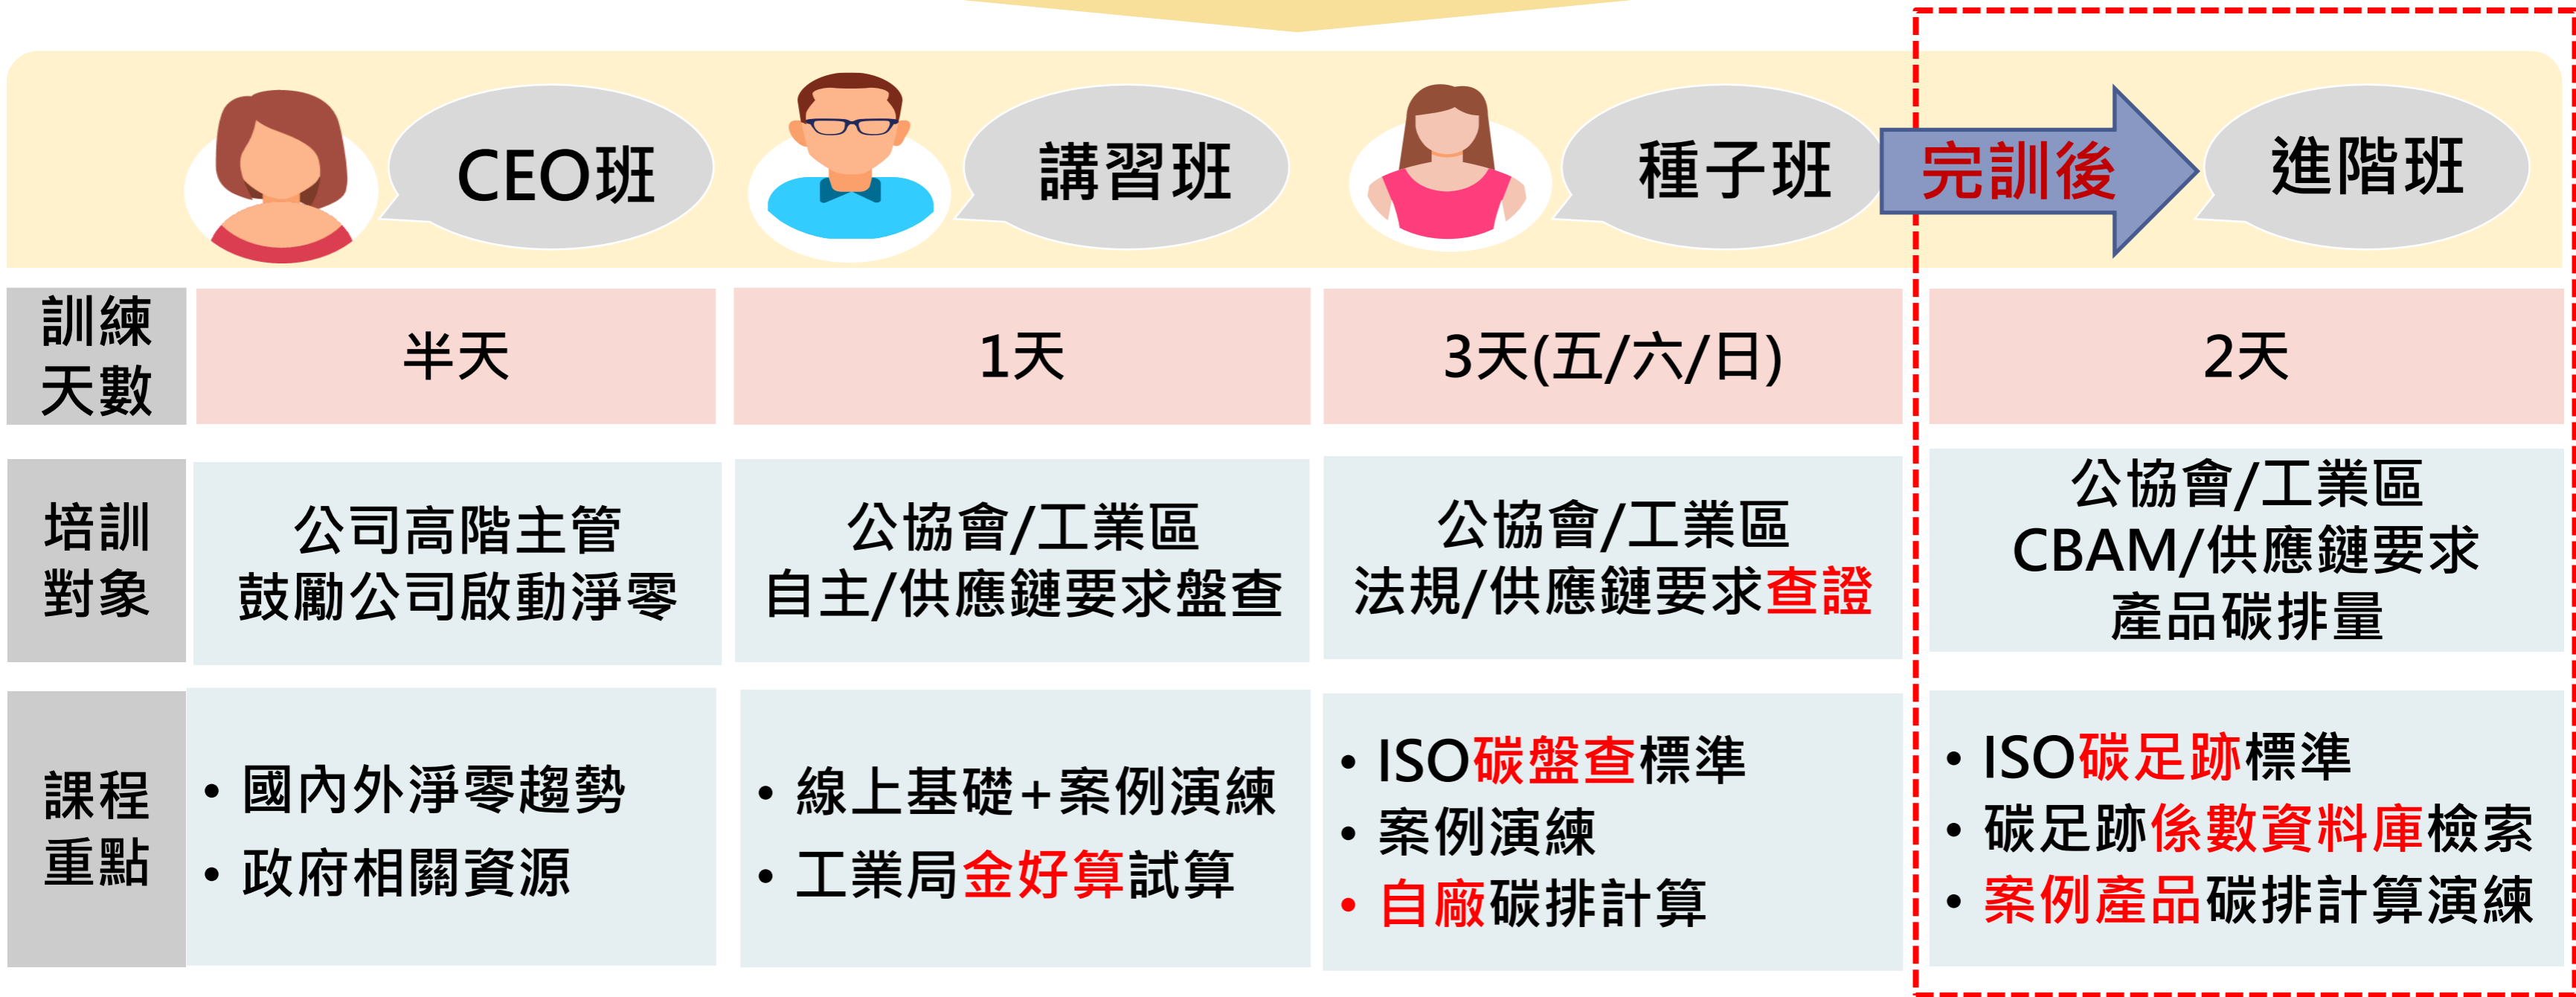 CEO班
講習班
種子班
完訓後
進階班
訓練
天數
半天
1天
3天(五/六/日)
2天
培訓
對象
公司高階主管
鼓勵公司啟動淨零
公協會/工業區
自主/供應鏈要求盤查
公協會/工業區
法規/供應鏈要求查證
公協會/工業區
CBAM/供應鏈要求
產品碳排量
課程
重點
• 國內外淨零趨勢
• 政府相關資源
• 線上基礎+案例演練
• 工業局金好算試算
• ISO碳盤查標準
• 案例演練
• 自廠碳排計算
• ISO碳足跡標準
• 碳足跡係數資料庫檢索
• 案例產品碳排計算演練